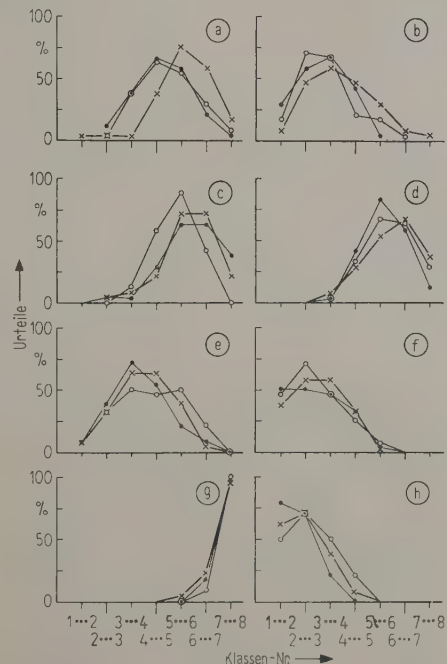 100
%
50
0
a
b
100
%
50
0
c
d
Urteile
100
%
50
0
e
f
100
%
50
0
g
h
1•••2 3•••4 5•••6 7•••8 1•••2 3•••4 5•••6 7•••8
2•••3 4•••5 6•••7 2•••3 4•••5 6•••7
Klassen-Nr.